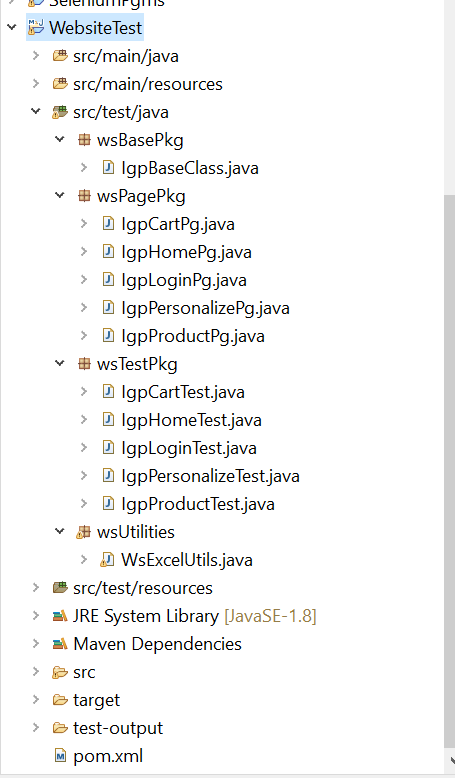 SeleniumPgms
WebsiteTest
src/main/java
src/main/resources
src/test/java
wsBasePkg
IgpBaseClass.java
wsPagePkg
IgpCartPg.java
IgpHomePg.java
IgpLoginPg.java
IgpPersonalizePg.java
IgpProductPg.java
wsTestPkg
IgpCartTest.java
IgpHomeTest.java
IgpLoginTest.java
IgpPersonalizeTest.java
IgpProductTest.java
wsUtilities
WsExcelUtils.java
src/test/resources
JRE System Library [JavaSE-1.8]
Maven Dependencies
src
target
test-output
pom.xml